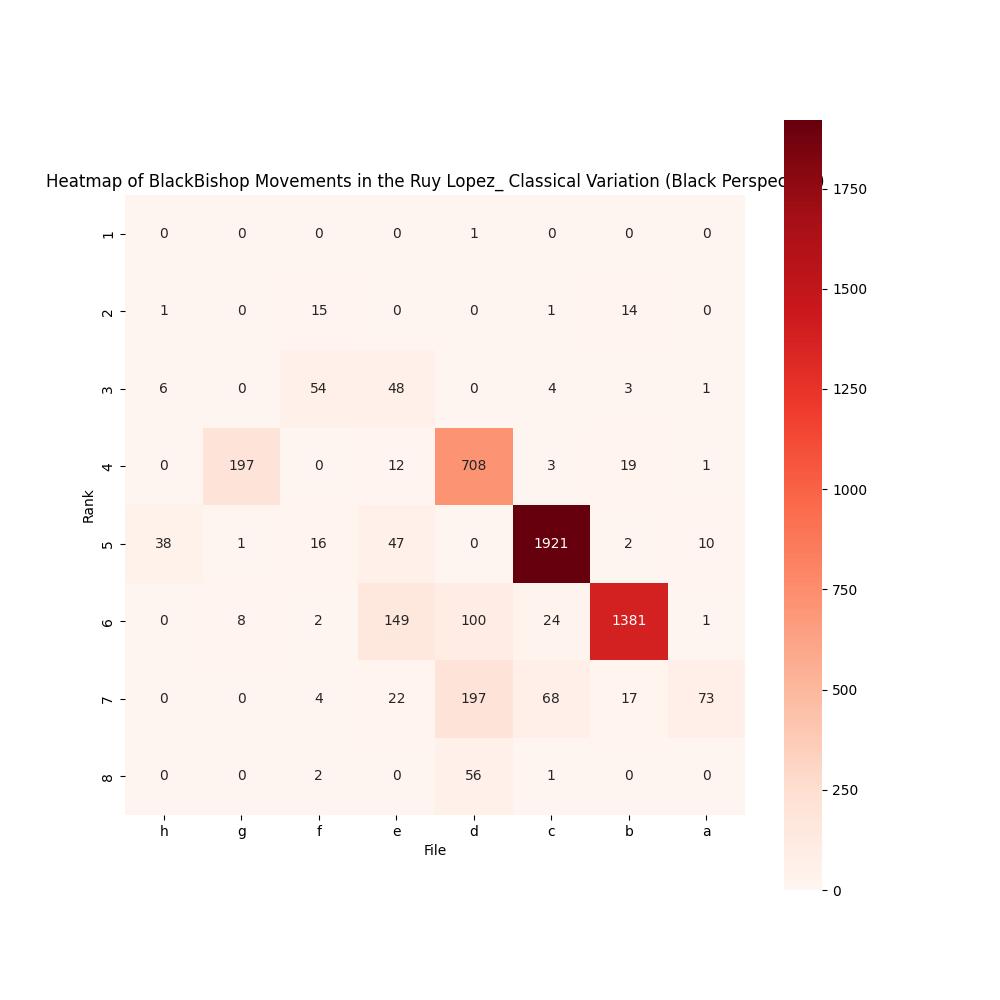 Heatmap of BlackBishop Movements in the Ruy Lopez_ Classical Variation (Black Perspec
1 0 0 0 0 1 0 0 0
2 1 0 15 0 0 1 14 0
3 6 0 54 48 0 4 3 1
4 0 197 0 12 708 3 19 1
5 38 1 16 47 0 1921 2 10
6 0 8 2 149 100 24 1381 1
7 0 0 4 22 197 68 17 73
8 0 0 2 0 56 1 0 0
h g f e d c b a
File
Rank
1750
1500
1250
1000
750
500
250
0